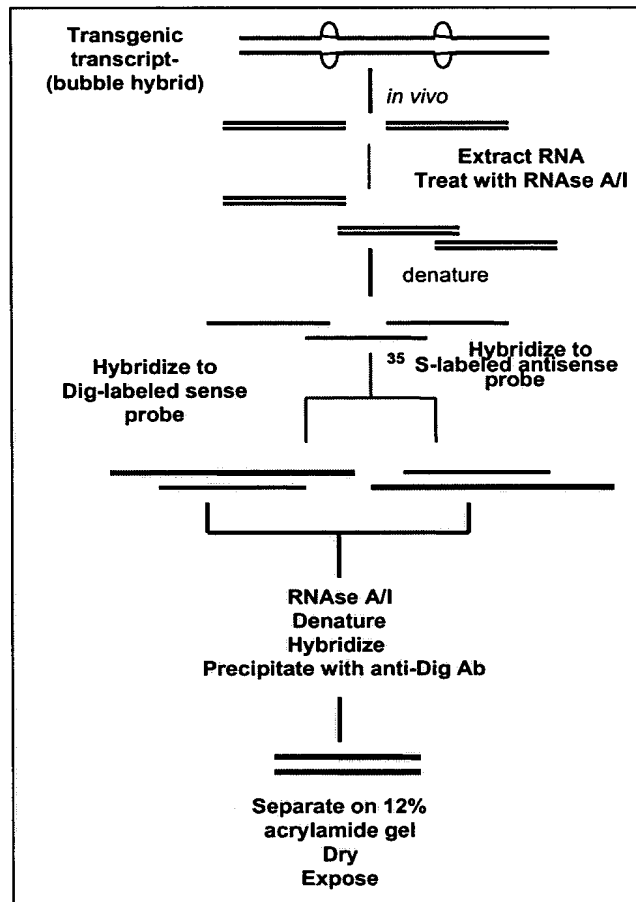 Transgenic
transcript-
(bubble hybrid)
in vivo
Extract RNA
Treat with RNAse A/I
denature
Hybridize to
Dig-labeled sense
probe
Hybridize to
35 S-labeled antisense
probe
RNAse A/I
Denature
Hybridize
Precipitate with anti-Dig Ab
Separate on 12%
acrylamide gel
Dry
Expose